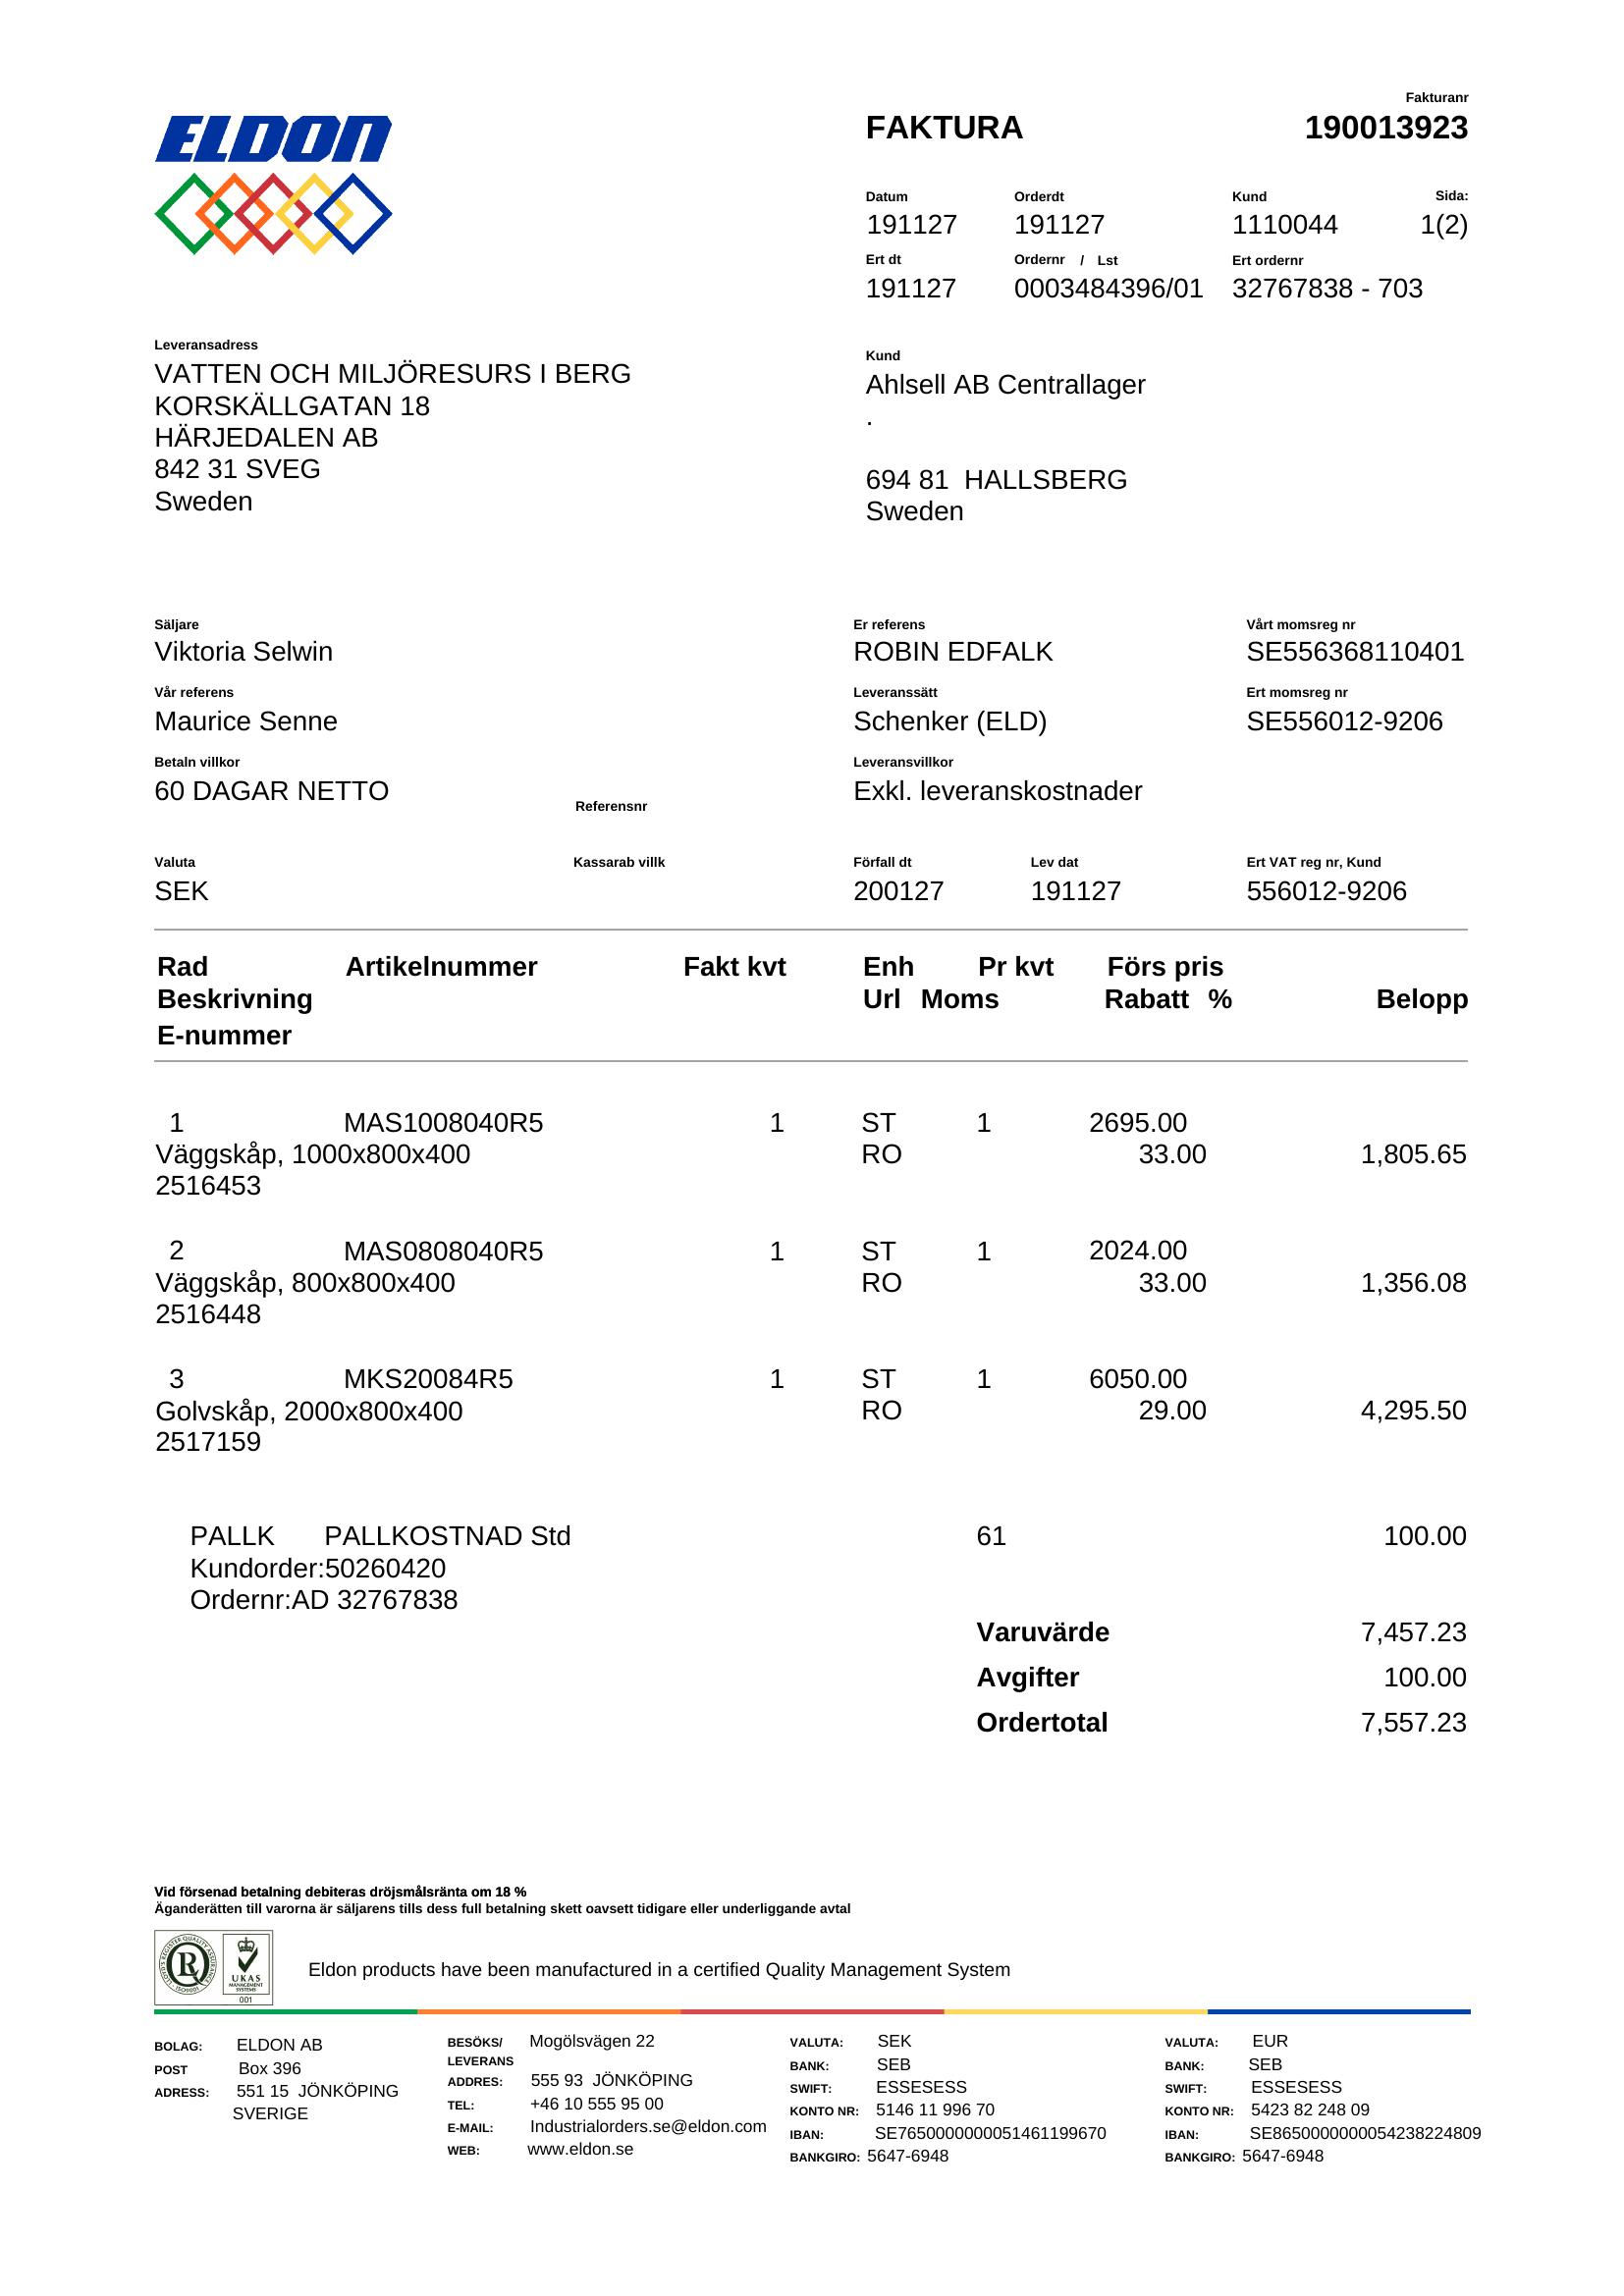 ELDON
Fakturanr
FAKTURA 190013923
Datum Orderdt Kund Sida:
191127 191127 1110044 1(2)
Ert dt Ordernr / Lst Ert ordernr
191127 0003484396/01 32767838 - 703
Leveransadress
VATTEN OCH MILJÖRESURS I BERG
KORSKÄLLGATAN 18
HÄRJEDALEN AB
842 31 SVEG
Sweden
Kund
Ahlsell AB Centrallager
.
694 81 HALLSBERG
Sweden
Säljare Er referens Vårt momsreg nr
Viktoria Selwin ROBIN EDFALK SE556368110401
Vår referens Leveranssätt Ert momsreg nr
Maurice Senne Schenker (ELD) SE556012-9206
Betaln villkor Leveransvillkor
60 DAGAR NETTO Exkl. leveranskostnader
Referensnr
Valuta Kassarab villk Förfall dt Lev dat Ert VAT reg nr, Kund
SEK 200127 191127 556012-9206
Rad Artikelnummer Fakt kvt Enh Pr kvt Förs pris
Beskrivning Url Moms Rabatt % Belopp
E-nummer
1 MAS1008040R5 1 ST 1 2695.00
Väggskåp, 1000x800x400 RO 33.00 1,805.65
2516453
2 MAS0808040R5 1 ST 1 2024.00
Väggskåp, 800x800x400 RO 33.00 1,356.08
2516448
3 MKS20084R5 1 ST 1 6050.00
Golvskåp, 2000x800x400 RO 29.00 4,295.50
2517159
PALLK PALLKOSTNAD Std 61 100.00
Kundorder:50260420
Ordernr:AD 32767838
Varuvärde 7,457.23
Avgifter 100.00
Ordertotal 7,557.23
Vid försenad betalning debiteras dröjsmålsränta om 18 %
Äganderätten till varorna är säljarens tills dess full betalning skett oavsett tidigare eller underliggande avtal
LLOYD'S REGISTER QUALITY ASSURANCE
ISO9001
UKAS
MANAGEMENT
SYSTEMS
001
Eldon products have been manufactured in a certified Quality Management System
BOLAG: ELDON AB
POST Box 396
ADRESS: 551 15 JÖNKÖPING
SVERIGE
BESÖKS/ Mogölsvägen 22
LEVERANS
ADDRES: 555 93 JÖNKÖPING
TEL: +46 10 555 95 00
E-MAIL: Industrialorders.se@eldon.com
WEB: www.eldon.se
VALUTA: SEK
BANK: SEB
SWIFT: ESSESESS
KONTO NR: 5146 11 996 70
IBAN: SE7650000000051461199670
BANKGIRO: 5647-6948
VALUTA: EUR
BANK: SEB
SWIFT: ESSESESS
KONTO NR: 5423 82 248 09
IBAN: SE8650000000054238224809
BANKGIRO: 5647-6948